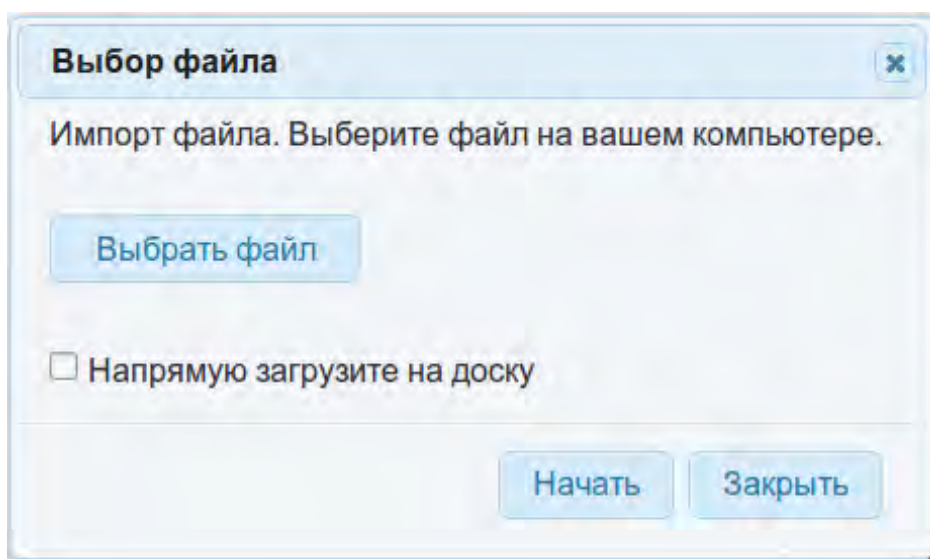 Выбор файла
Импорт файла. Выберите файл на вашем компьютере.
Выбрать файл
Напрямую загрузите на доску
Начать Закрыть